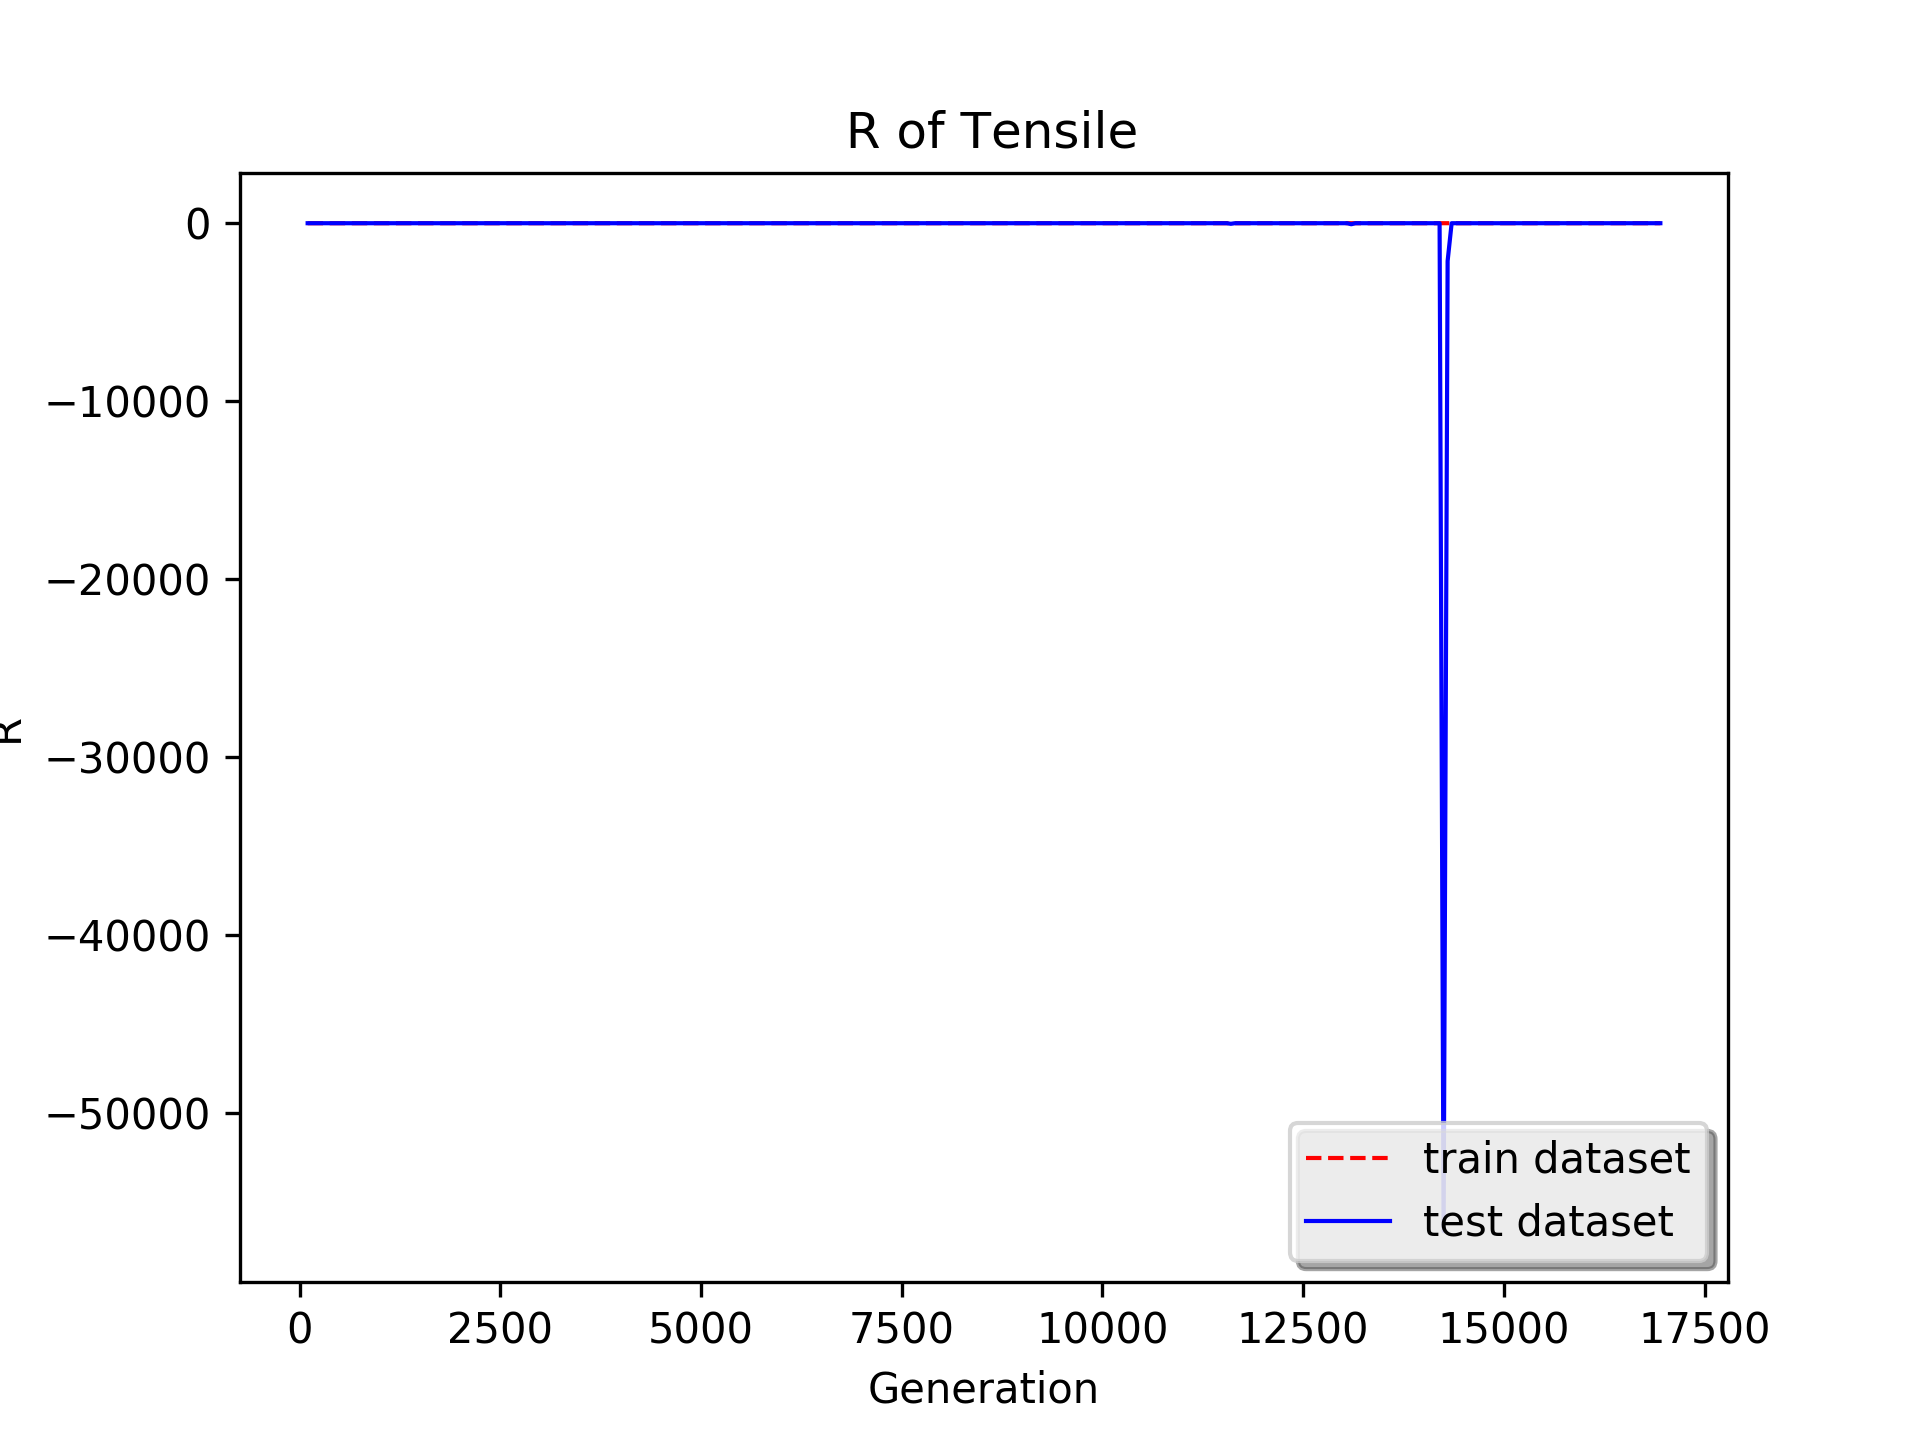 R of Tensile
0
−10000
−20000
−30000
−40000
−50000
R
train dataset
test dataset
0 2500 5000 7500 10000 12500 15000 17500
Generation